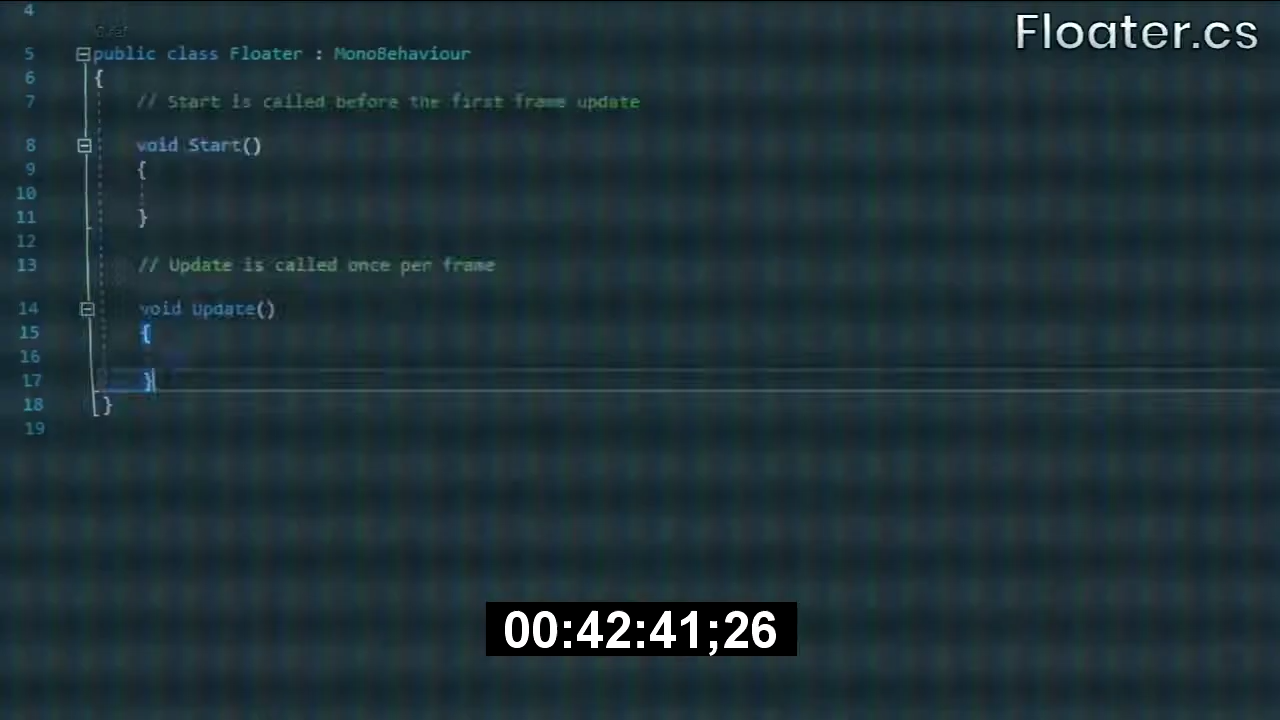 Floater.cs
4
5 public class Floater : MonoBehaviour
6 {
7 // Start is called before the first frame update
8 void Start()
9 {
10
11 }
12
13 // Update is called once per frame
14 void Update()
15 {
16
17 }
18 }
19
00:42:41;26